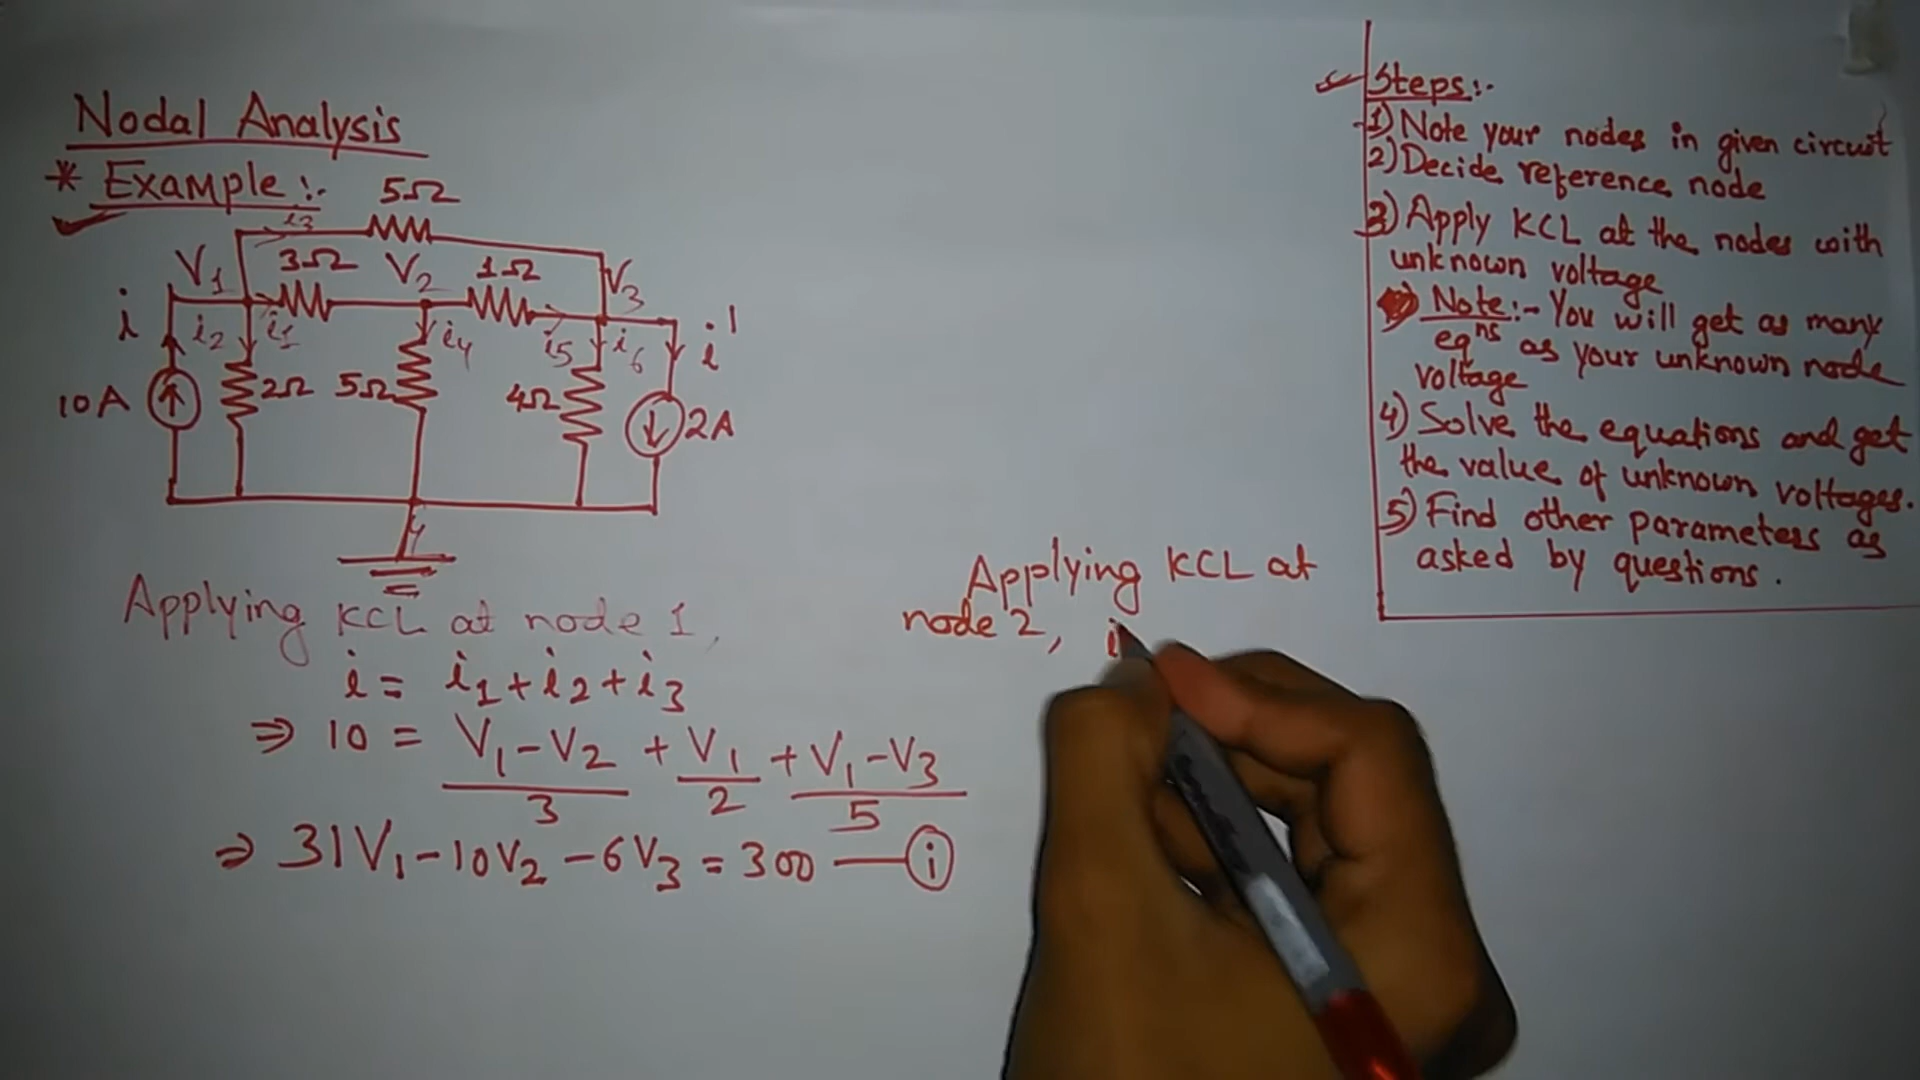 Nodal Analysis
* Example :-
5Ω
i3
V1 3Ω V2 1Ω V3
i i2 i1 i4 i5 i6 i'
10A 2Ω 5Ω 4Ω 2A
4
Applying KCL at node 1,
i = i1 + i2 + i3
⇒ 10 = V1-V2/3 + V1/2 + V1-V3/5
⇒ 31V1 - 10V2 - 6V3 = 300 — (i)
Applying KCL at
node 2, i
Steps:-
1) Note your nodes in given circuit
2) Decide reference node
3) Apply KCL at the nodes with
unknown voltage
Note:- You will get as many
eqns as your unknown node
voltage
4) Solve the equations and get
the value of unknown voltages.
5) Find other parameters as
asked by questions.